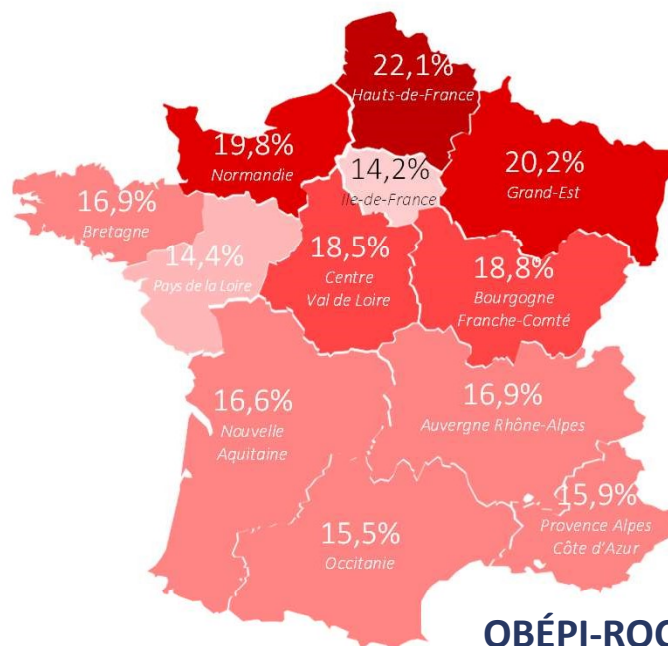 22,1%
Hauts-de-France
19,8%
Normandie
14,2%
Ile-de-France
20,2%
Grand-Est
16,9%
Bretagne
14,4%
Pays de la Loire
18,5%
Centre
Val de Loire
18,8%
Bourgogne
Franche-Comté
16,6%
Nouvelle
Aquitaine
16,9%
Auvergne Rhône-Alpes
15,9%
Provence Alpes
Côte d'Azur
15,5%
Occitanie
OBÉPI-ROC